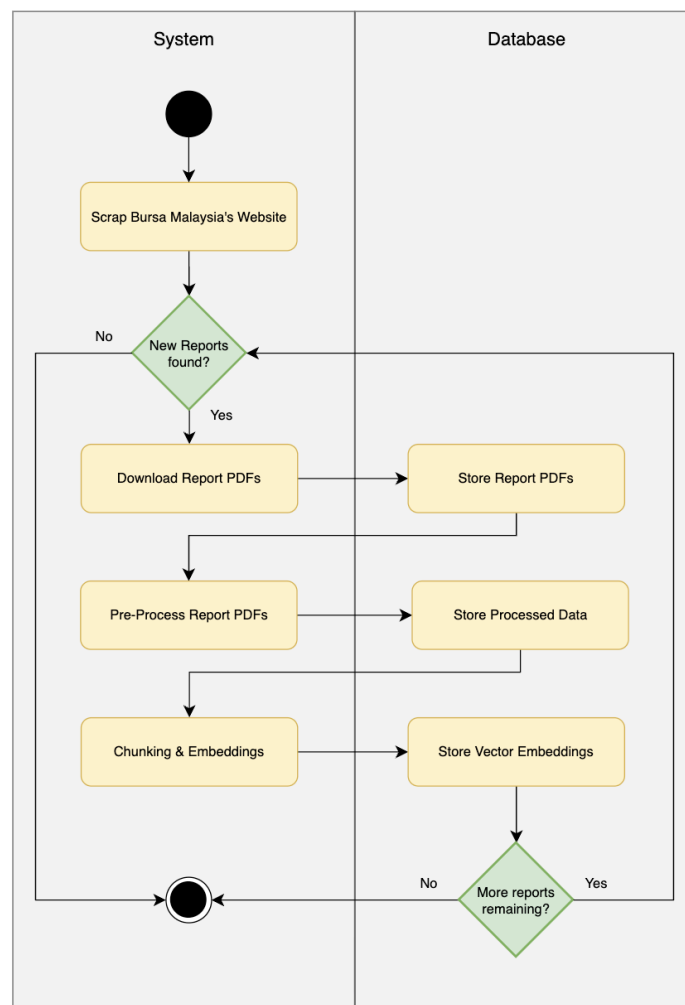 System
Database
Scrap Bursa Malaysia's Website
No
New Reports
found?
Yes
Download Report PDFs
Store Report PDFs
Pre-Process Report PDFs
Store Processed Data
Chunking & Embeddings
Store Vector Embeddings
No
More reports
remaining?
Yes